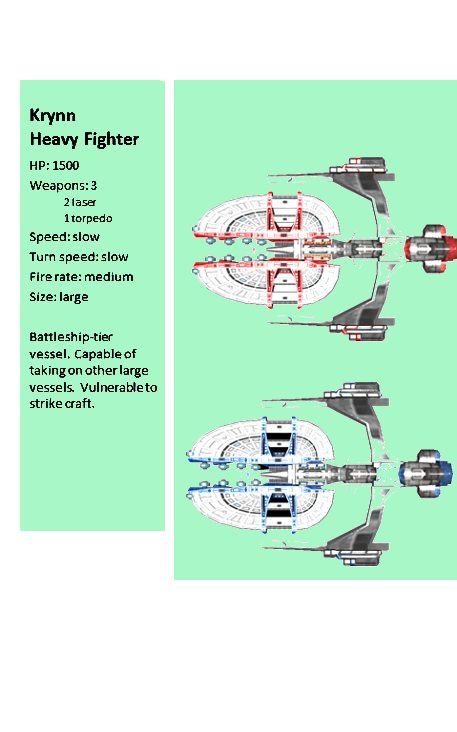 Krynn
Heavy Fighter
HP: 1500
Weapons: 3
2 laser
1 torpedo
Speed: slow
Turn speed: slow
Fire rate: medium
Size: large
Battleship-tier
vessel. Capable of
taking on other large
vessels. Vulnerable to
strike craft.